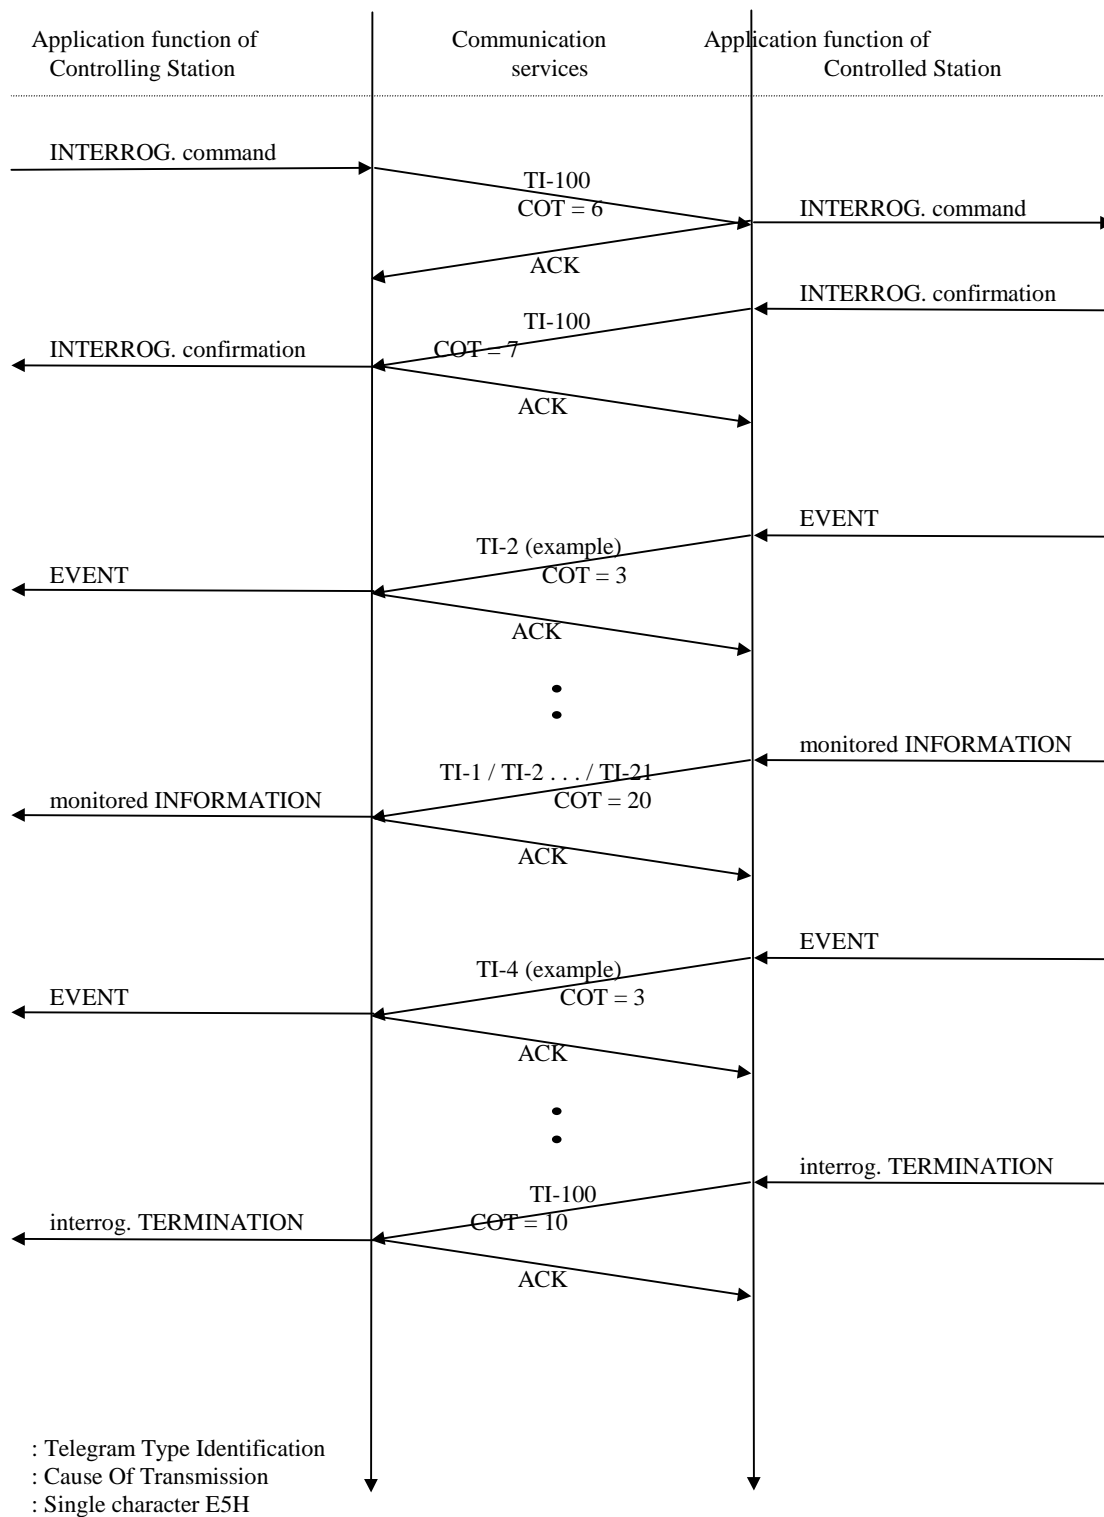 Application function of
Controlling Station
Communication
services
Application function of
Controlled Station
INTERROG. command
TI-100
COT = 6
INTERROG. command
ACK
INTERROG. confirmation
TI-100
COT = 7
INTERROG. confirmation
ACK
EVENT
TI-2 (example)
COT = 3
EVENT
ACK
monitored INFORMATION
TI-1 / TI-2 . . . / TI-21
COT = 20
monitored INFORMATION
ACK
EVENT
TI-4 (example)
COT = 3
EVENT
ACK
interrog. TERMINATION
TI-100
COT = 10
interrog. TERMINATION
ACK
: Telegram Type Identification
: Cause Of Transmission
: Single character E5H